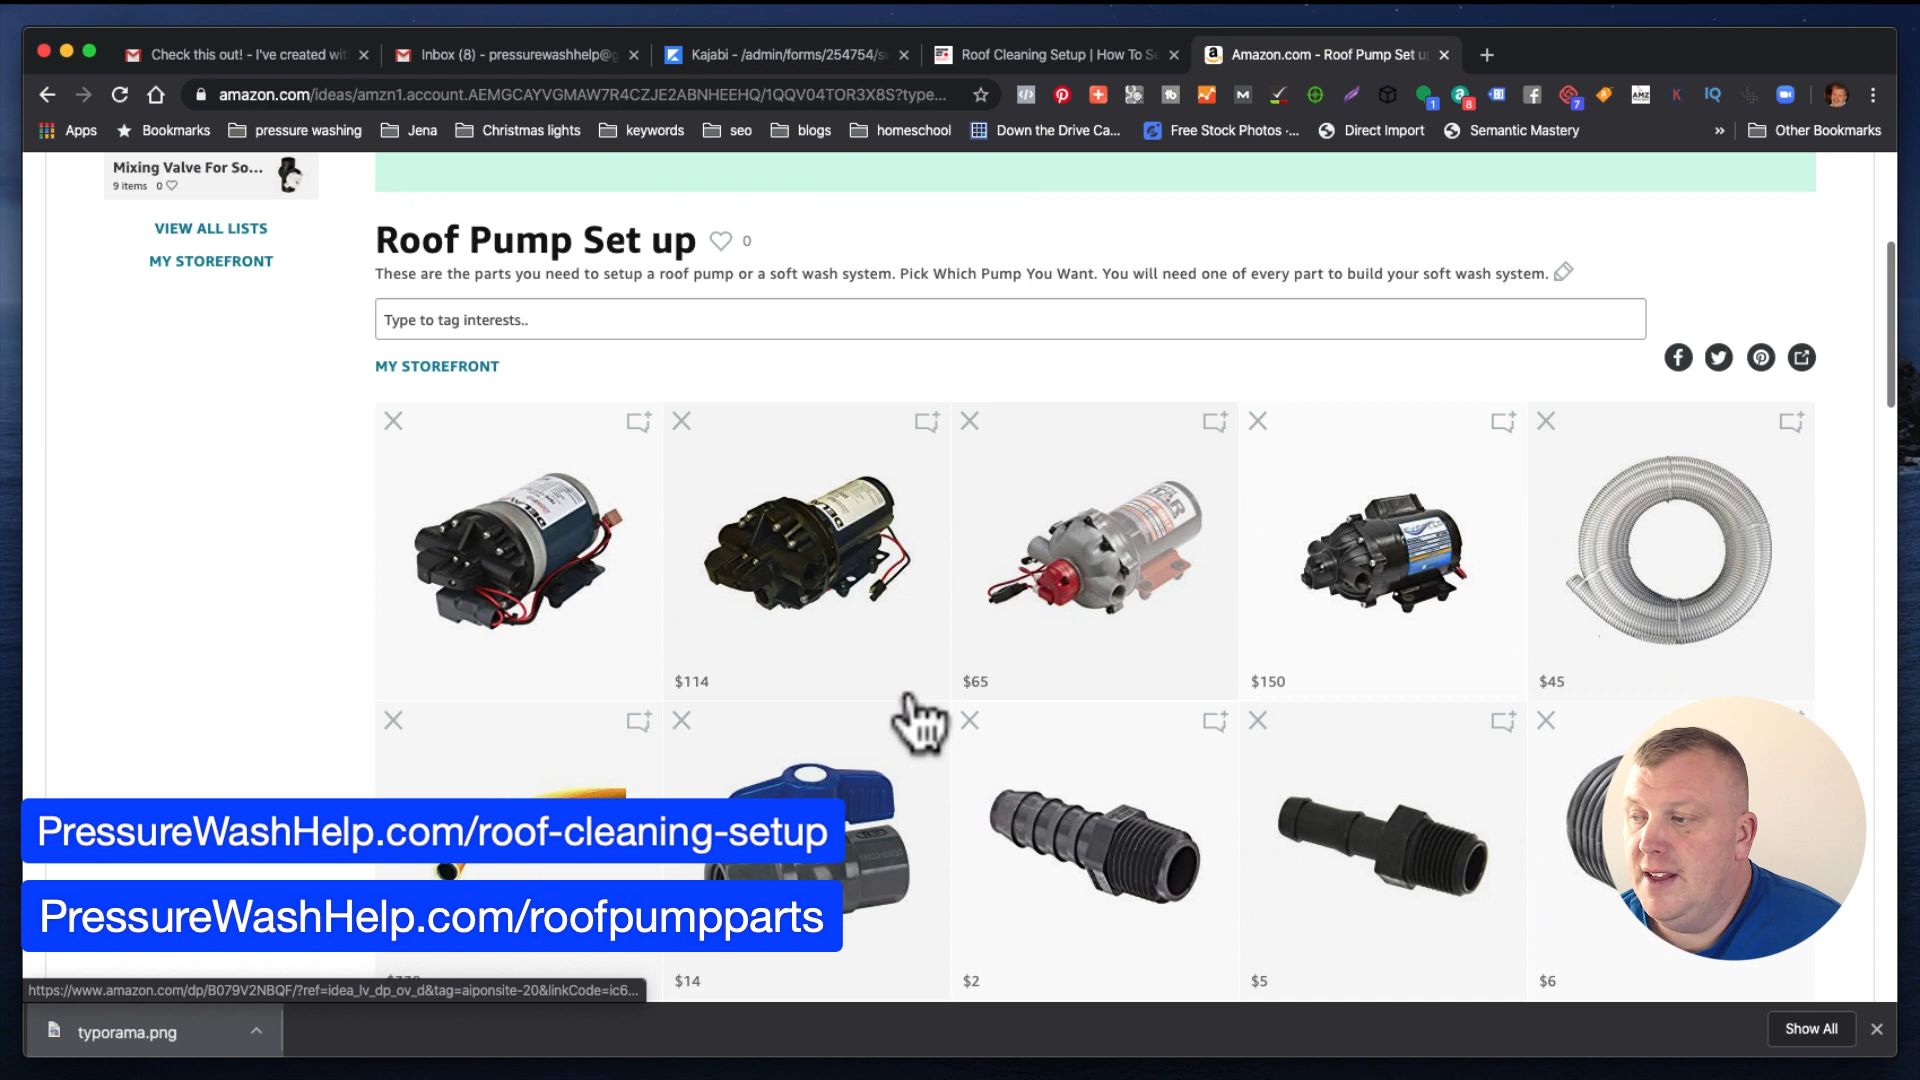 Check this out! - I've created wit
Inbox (8) - pressurewashhelp@g
Kajabi - /admin/forms/254754/su
Roof Cleaning Setup | How To Se
Amazon.com - Roof Pump Set u
amazon.com/ideas/amzn1.account.AEMGCAYVGMAW7R4CZJE2ABNHEEHQ/1QQV04TOR3X8S?type...
Apps
Bookmarks
pressure washing
Jena
Christmas lights
keywords
seo
blogs
homeschool
Down the Drive Ca...
Free Stock Photos -...
Direct Import
Semantic Mastery
»
Other Bookmarks
Mixing Valve For So...
9 items 0
VIEW ALL LISTS
MY STOREFRONT
Roof Pump Set up
0
These are the parts you need to setup a roof pump or a soft wash system. Pick Which Pump You Want. You will need one of every part to build your soft wash system.
Type to tag interests..
MY STOREFRONT
$114
$65
$150
$45
PressureWashHelp.com/roof-cleaning-setup
PressureWashHelp.com/roofpumpparts
$14
$2
$5
$6
https://www.amazon.com/dp/B079V2NBQF/?ref=idea_lv_dp_ov_d&tag=aiponsite-20&linkCode=ic6...
typorama.png
Show All